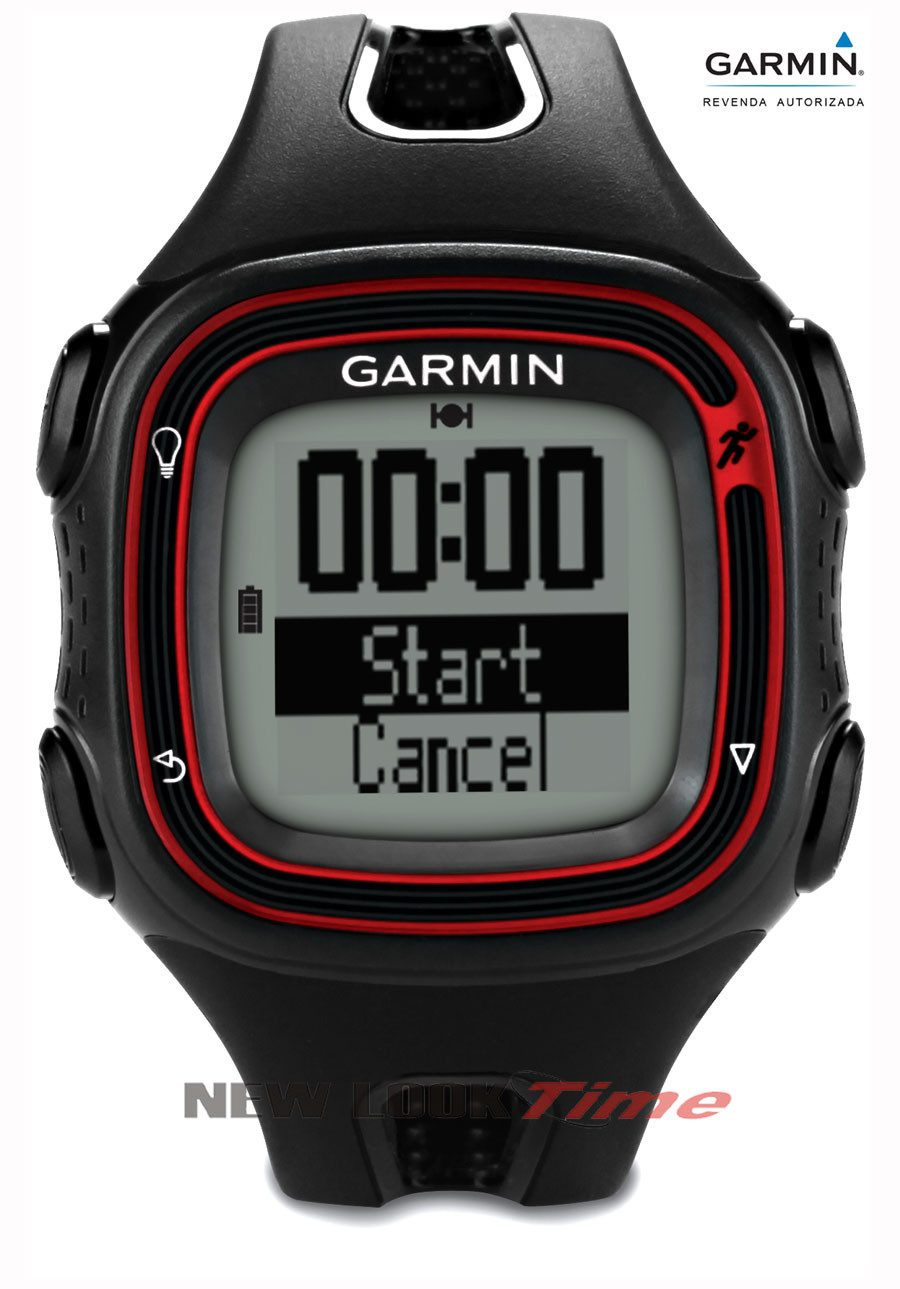 GARMIN®
REVENDA AUTORIZADA
GARMIN
00:00
Start
Cancel
NEW LOOK Time